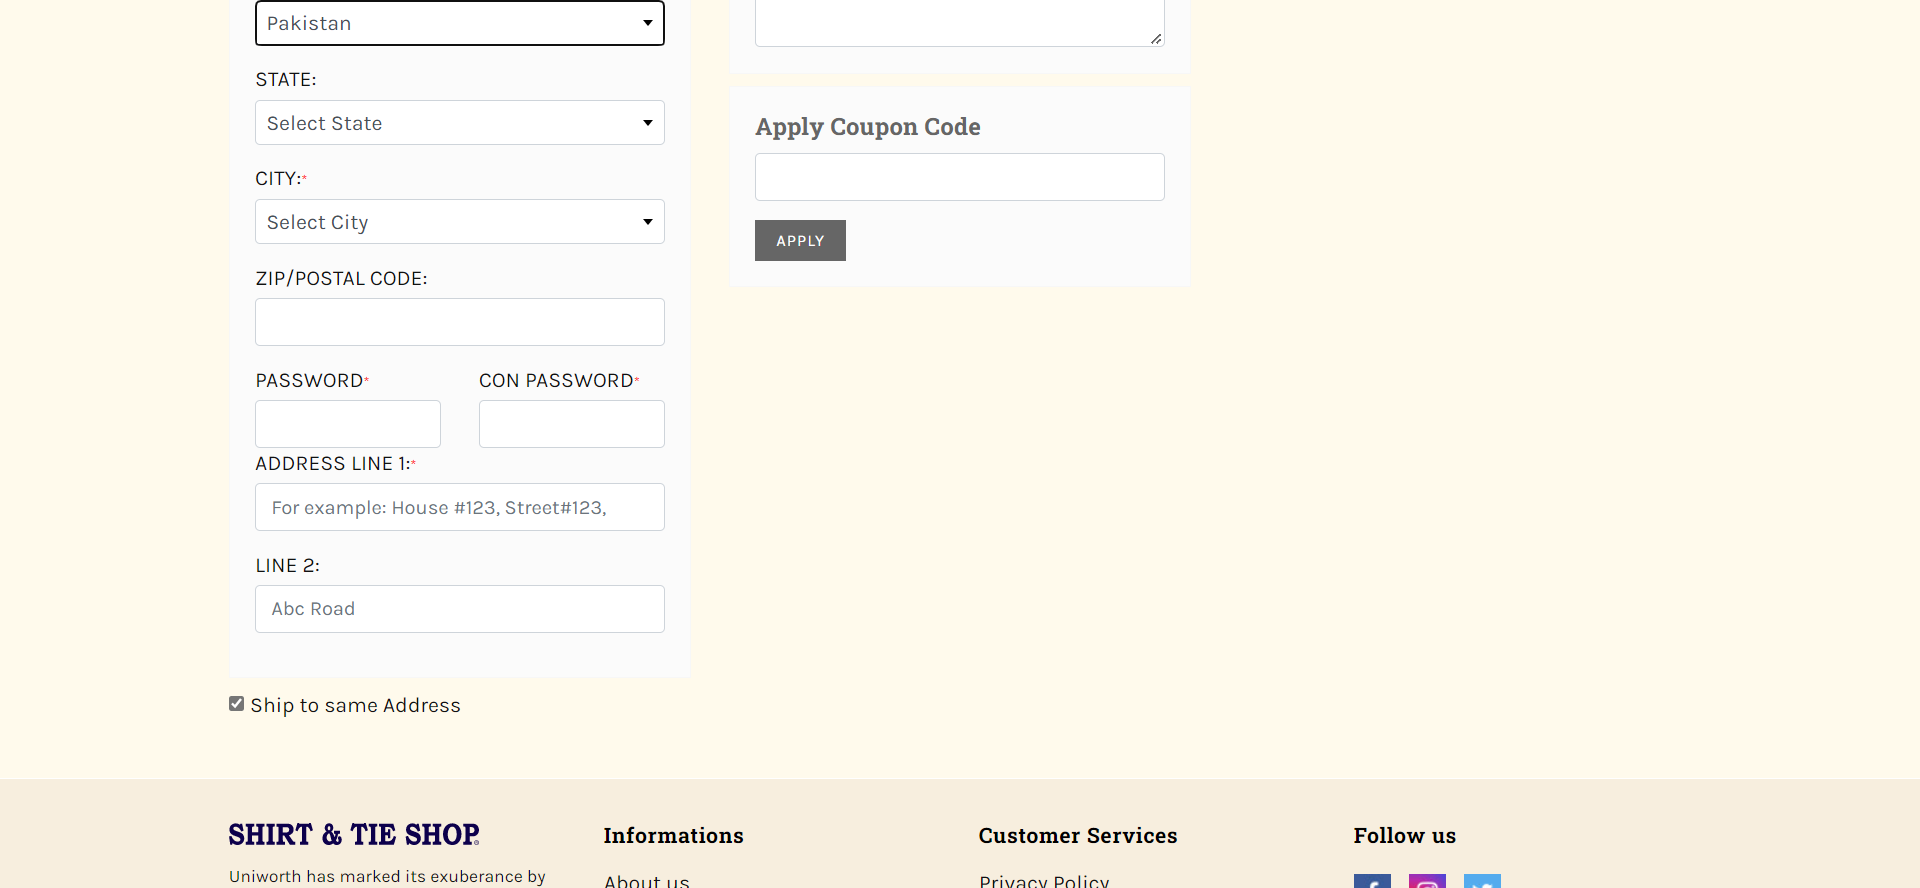 Pakistan
STATE:
Select State
CITY:*
Select City
ZIP/POSTAL CODE:
PASSWORD*
CON PASSWORD*
ADDRESS LINE 1:*
For example: House #123, Street#123,
LINE 2:
Abc Road
Ship to same Address
Apply Coupon Code
APPLY
SHIRT & TIE SHOP
Uniworth has marked its exuberance by
Informations
About us
Customer Services
Privacy Policy
Follow us